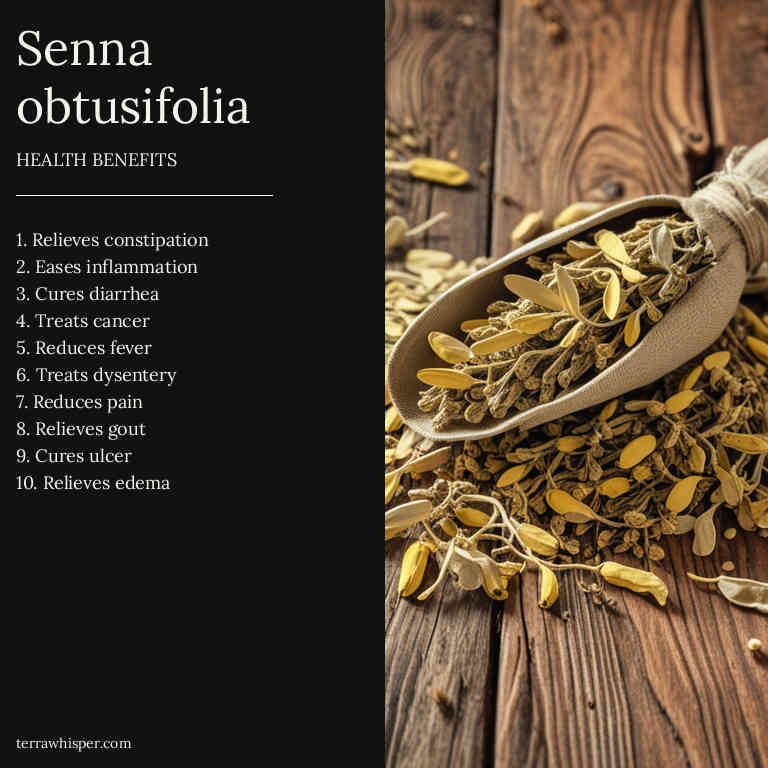 Senna
obtusifolia
HEALTH BENEFITS
1. Relieves constipation
2. Eases inflammation
3. Cures diarrhea
4. Treats cancer
5. Reduces fever
6. Treats dysentery
7. Reduces pain
8. Relieves gout
9. Cures ulcer
10. Relieves edema
terrawhisper.com